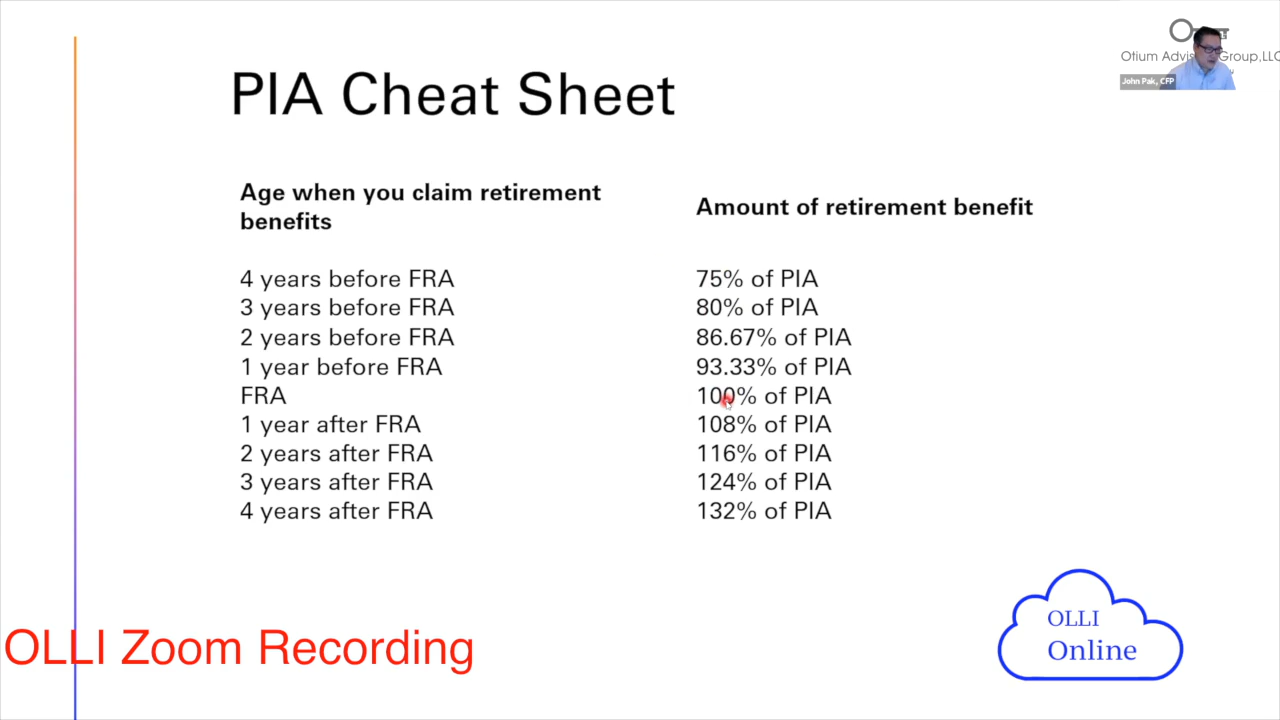 Otium Advis Group,LLC
John Pak, CFP
PIA Cheat Sheet
Age when you claim retirement
benefits
Amount of retirement benefit
4 years before FRA 75% of PIA
3 years before FRA 80% of PIA
2 years before FRA 86.67% of PIA
1 year before FRA 93.33% of PIA
FRA 100% of PIA
1 year after FRA 108% of PIA
2 years after FRA 116% of PIA
3 years after FRA 124% of PIA
4 years after FRA 132% of PIA
OLLI
Online
OLLI Zoom Recording